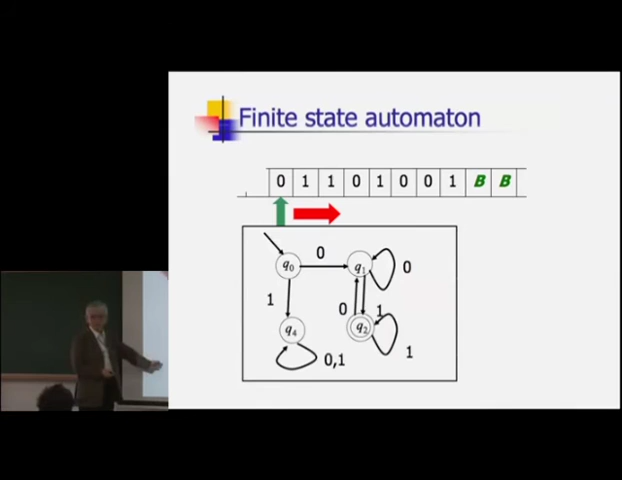 Finite state automaton
0 1 1 0 1 0 0 1 B B
0
q0 q1 0
1 0 1
q4 q2
0,1 1